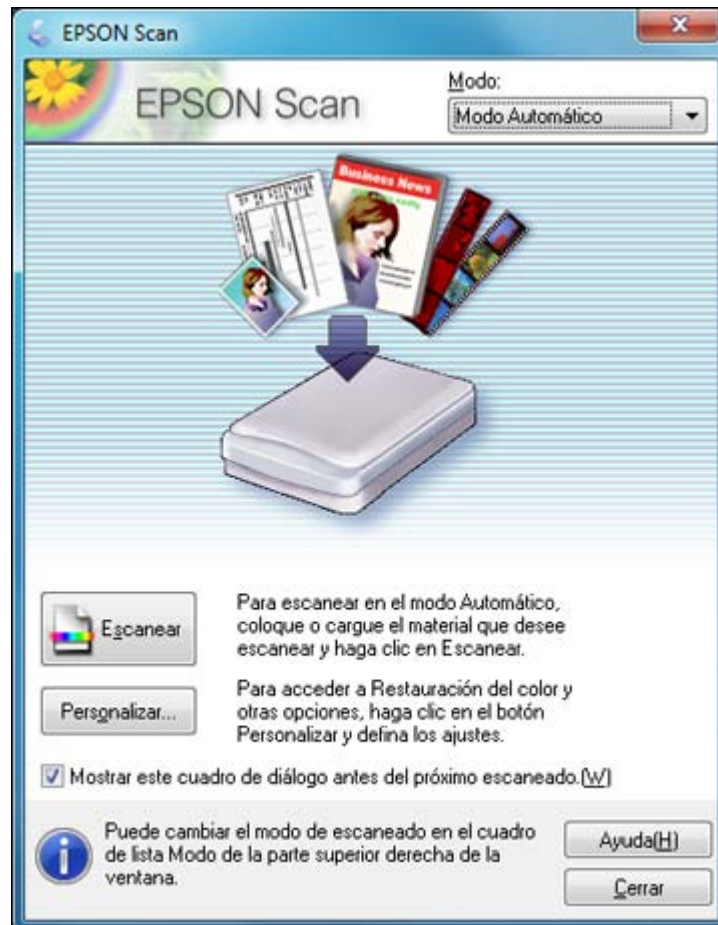 EPSON Scan
EPSON Scan
Modo:
Modo Automático
Business News
Escanear
Para escanear en el modo Automático,
coloque o cargue el material que desee
escanear y haga clic en Escanear.
Personalizar...
Para acceder a Restauración del color y
otras opciones, haga clic en el botón
Personalizar y defina los ajustes.
Mostrar este cuadro de diálogo antes del próximo escaneado.(W)
Puede cambiar el modo de escaneado en el cuadro
de lista Modo de la parte superior derecha de la
ventana.
Ayuda(H)
Cerrar